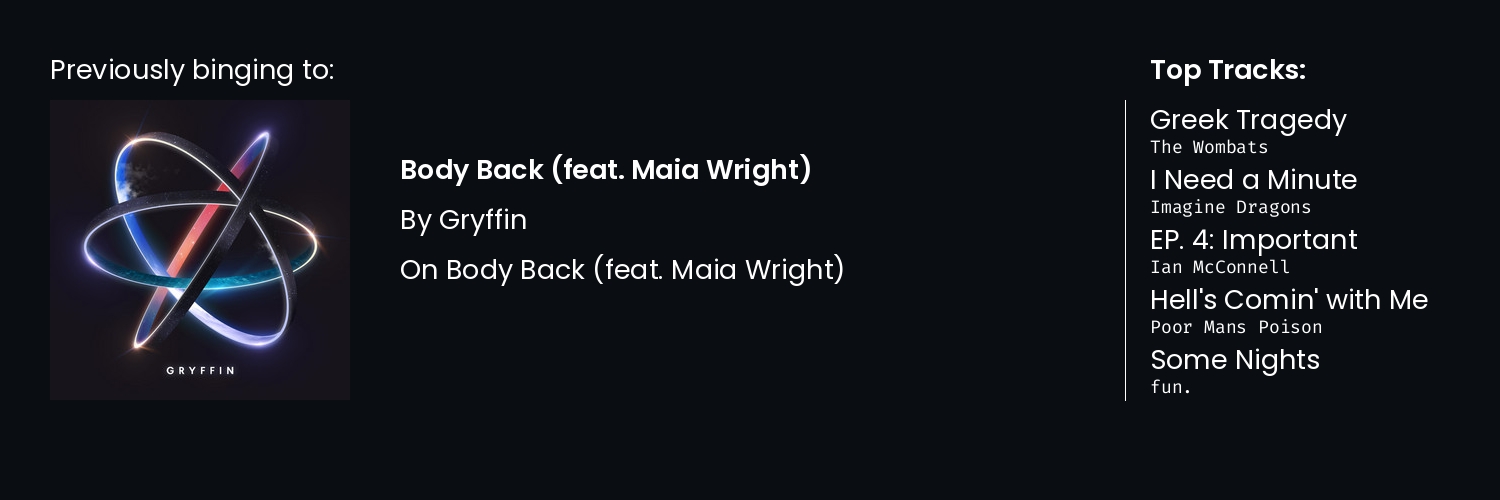 Previously binging to:
GRYFFIN
Body Back (feat. Maia Wright)
By Gryffin
On Body Back (feat. Maia Wright)
Top Tracks:
Greek Tragedy
The Wombats
I Need a Minute
Imagine Dragons
EP. 4: Important
Ian McConnell
Hell's Comin' with Me
Poor Mans Poison
Some Nights
fun.